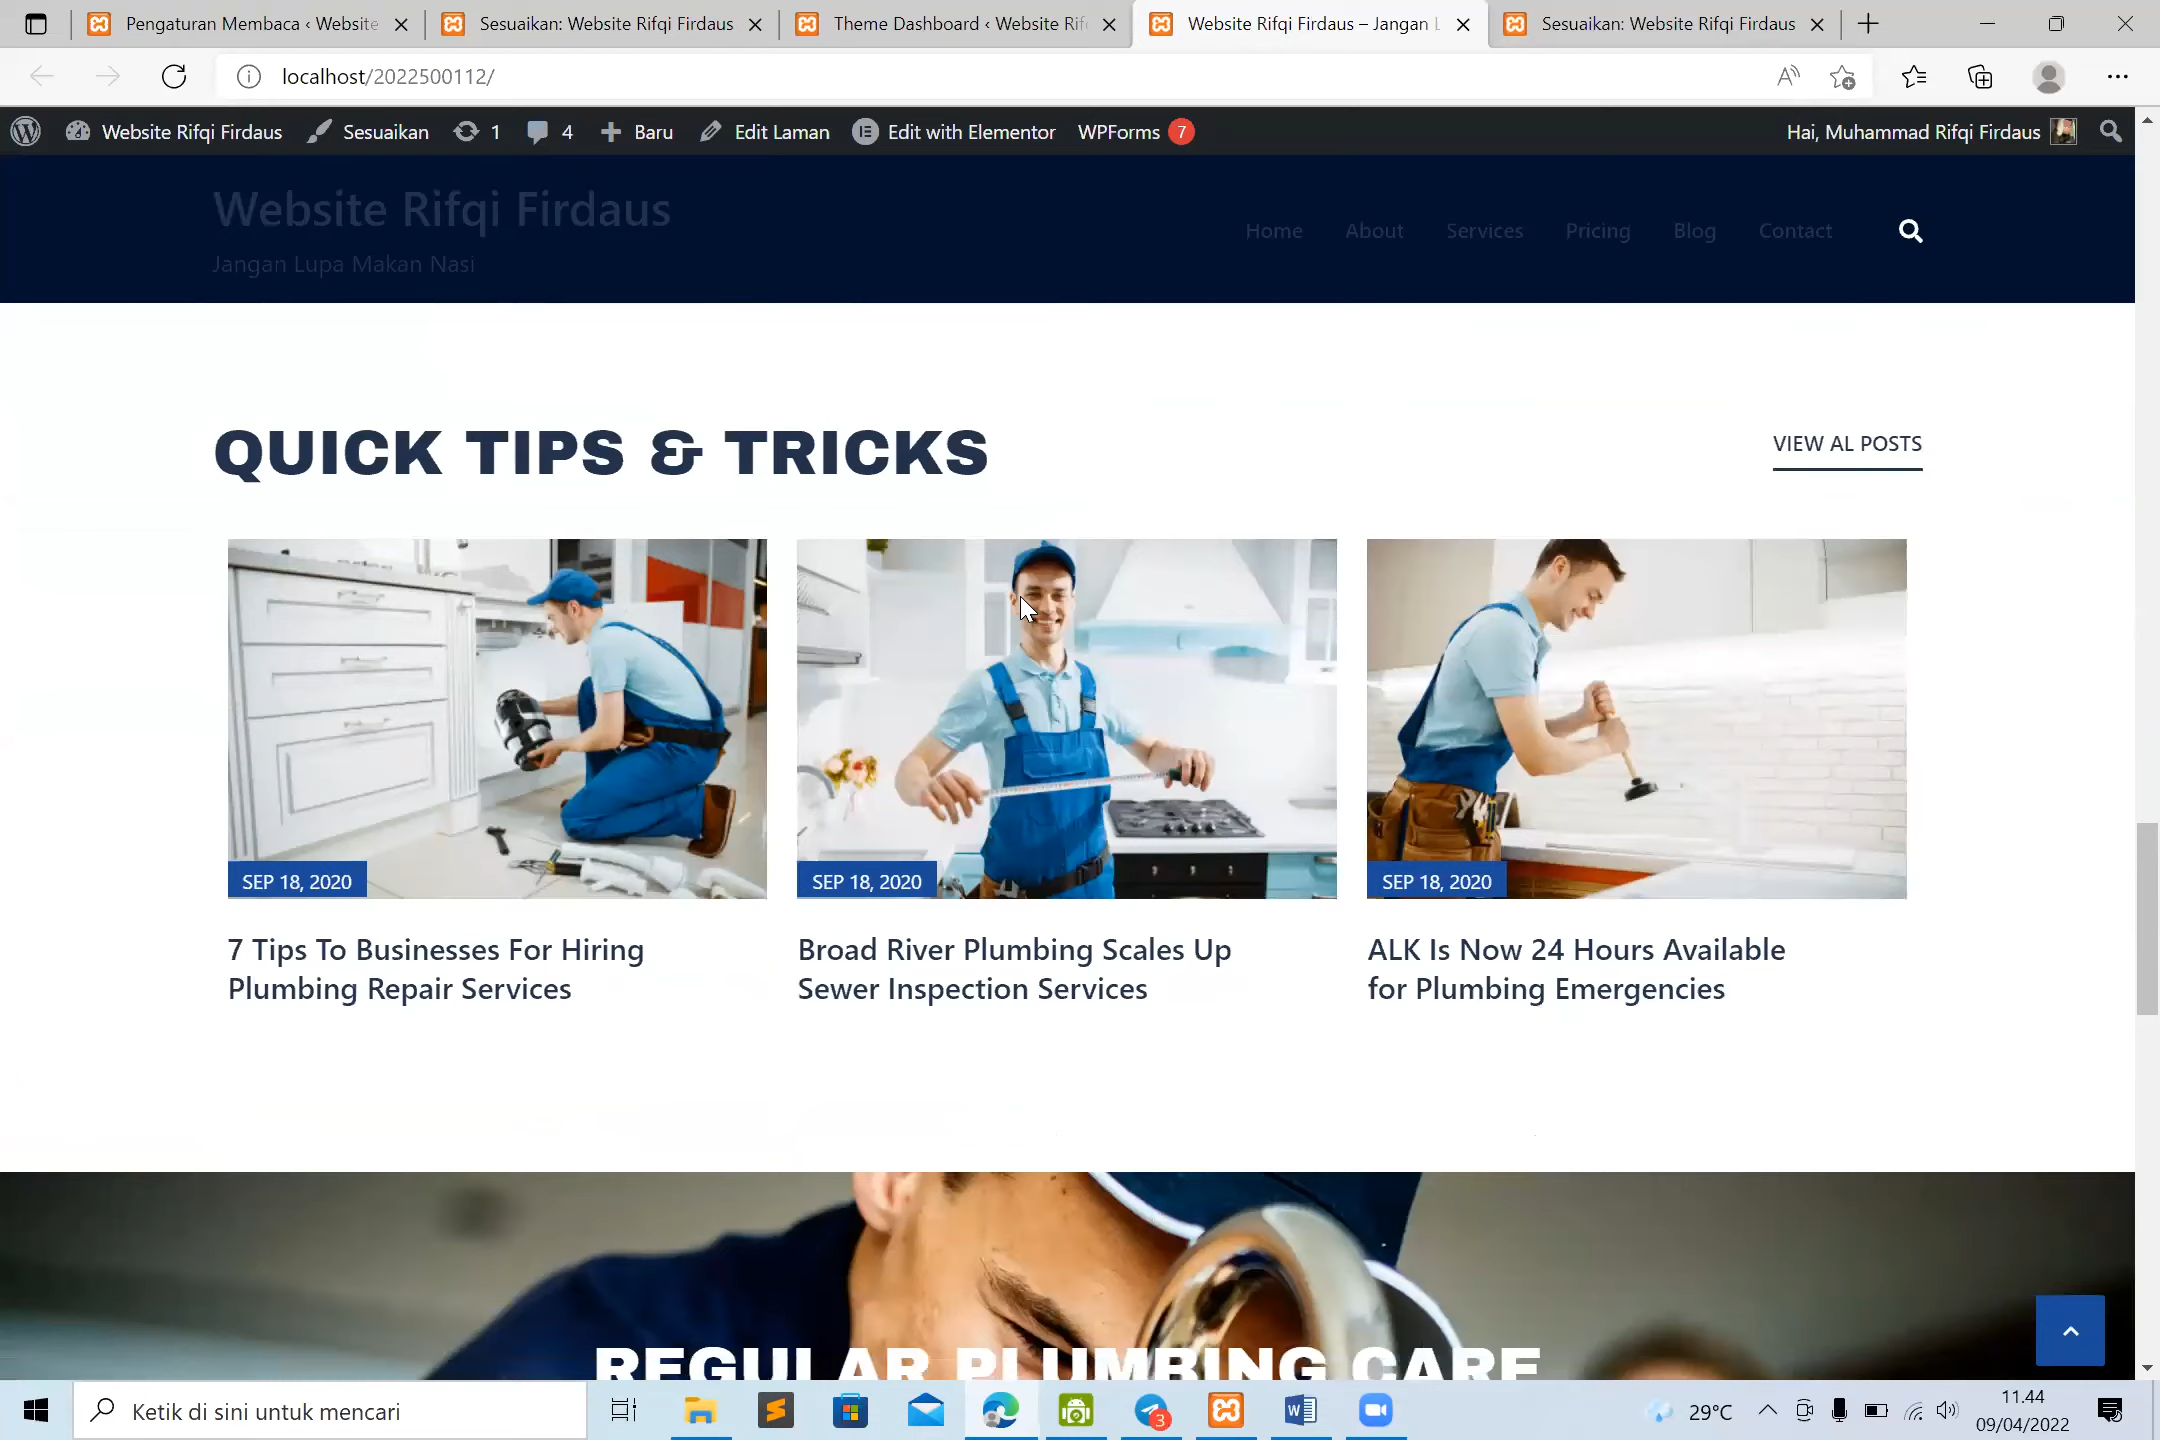 Pengaturan Membaca ‹ Website
Sesuaikan: Website Rifqi Firdaus
Theme Dashboard ‹ Website Rif
Website Rifqi Firdaus – Jangan L
Sesuaikan: Website Rifqi Firdaus
localhost/2022500112/
Website Rifqi Firdaus
Sesuaikan
1
4
Baru
Edit Laman
Edit with Elementor
WPForms 7
Hai, Muhammad Rifqi Firdaus
Website Rifqi Firdaus
Jangan Lupa Makan Nasi
Home About Services Pricing Blog Contact
QUICK TIPS & TRICKS
VIEW AL POSTS
SEP 18, 2020
SEP 18, 2020
SEP 18, 2020
7 Tips To Businesses For Hiring
Plumbing Repair Services
Broad River Plumbing Scales Up
Sewer Inspection Services
ALK Is Now 24 Hours Available
for Plumbing Emergencies
REGULAR PLUMBING CARE
Ketik di sini untuk mencari
3
29°C
11.44
09/04/2022